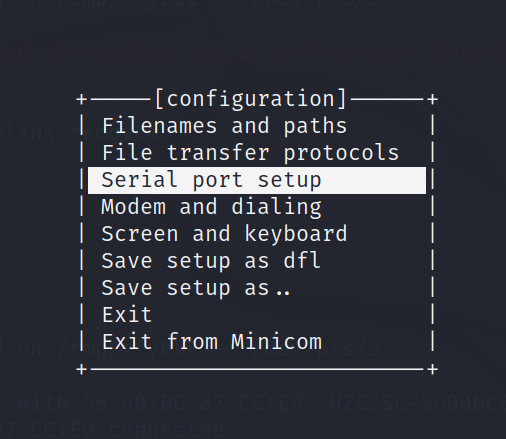 +-----[configuration]------+
| Filenames and paths |
| File transfer protocols |
| Serial port setup |
| Modem and dialing |
| Screen and keyboard |
| Save setup as dfl |
| Save setup as.. |
| Exit |
| Exit from Minicom |
+--------------------------+